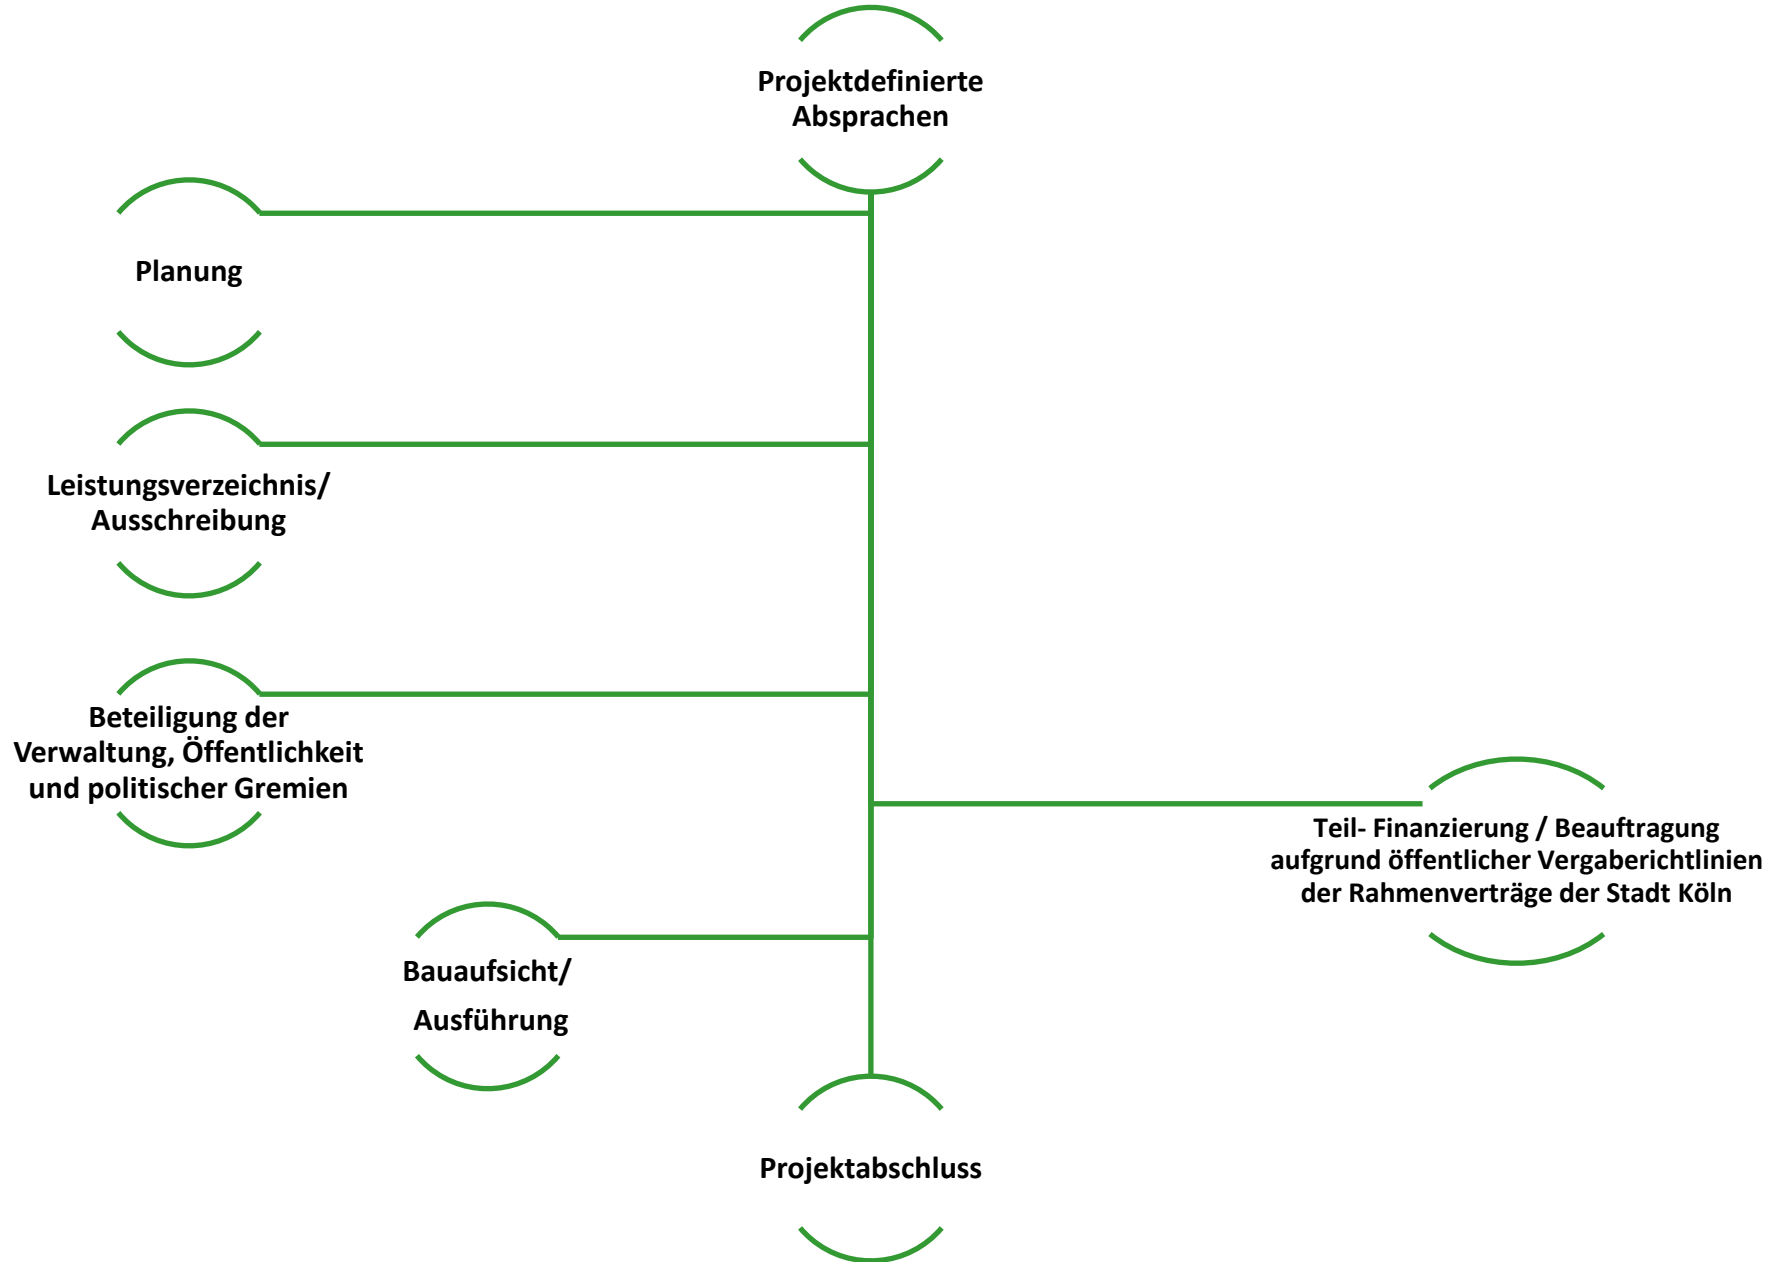 Projektdefinierte
Absprachen
Planung
Leistungsverzeichnis/
Ausschreibung
Beteiligung der
Verwaltung, Öffentlichkeit
und politischer Gremien
Teil- Finanzierung / Beauftragung
aufgrund öffentlicher Vergaberichtlinien
der Rahmenverträge der Stadt Köln
Bauaufsicht/
Ausführung
Projektabschluss